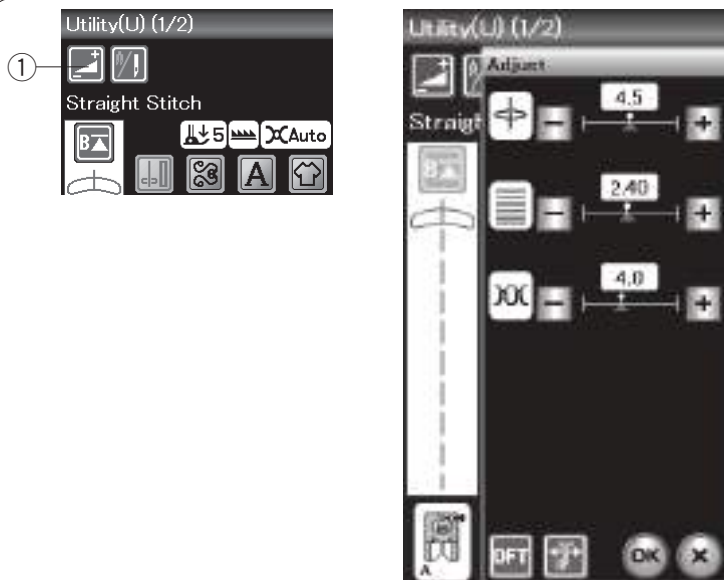 Utility(U) (1/2)
①
Straight Stitch
B
5
Auto
A
Utility(U) (1/2)
Adjust
4.5
Straigh
B
2.40
4.0
A
DFT
OK